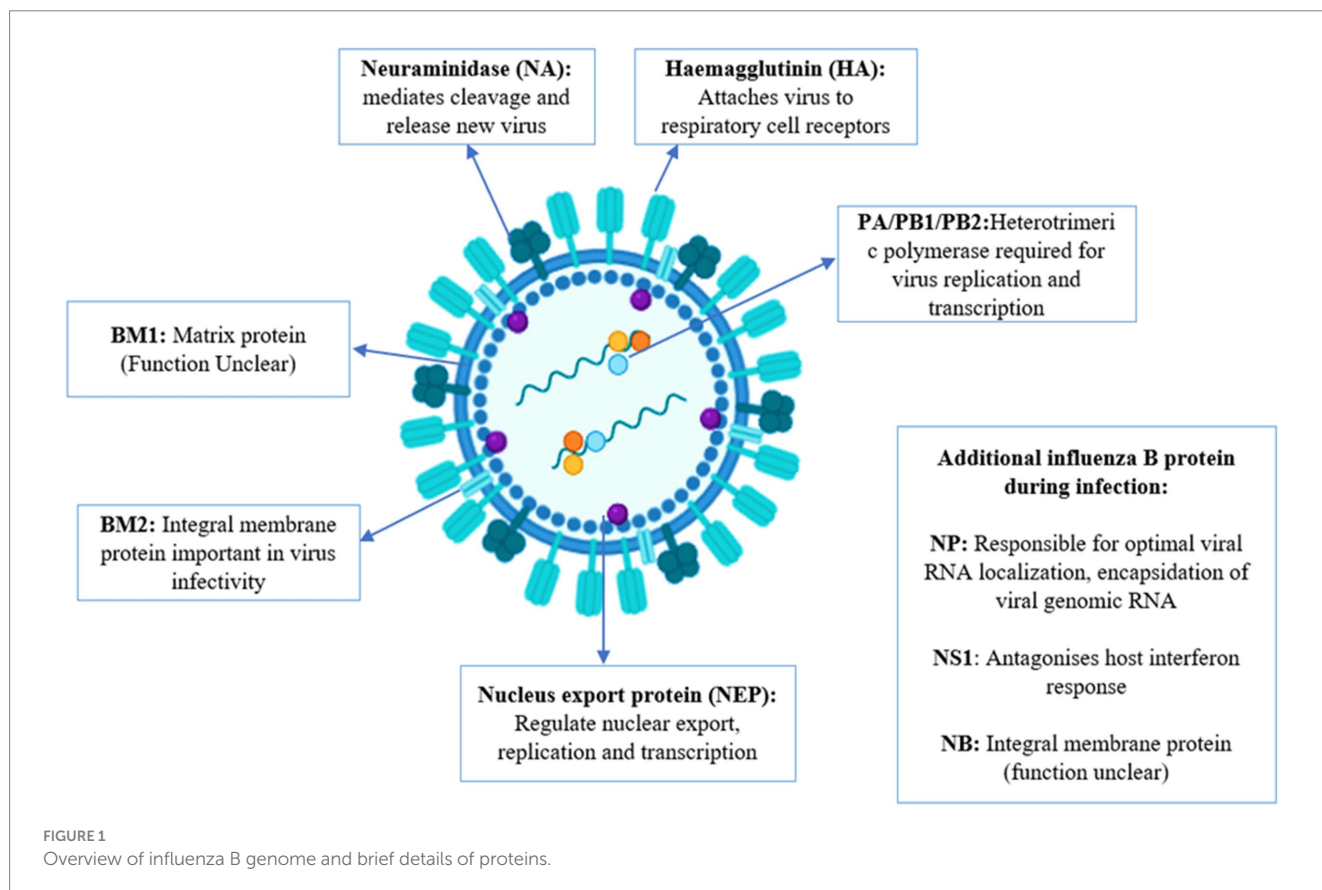 Neuraminidase (NA):
mediates cleavage and
release new virus
Haemagglutinin (HA):
Attaches virus to
respiratory cell receptors
PA/PB1/PB2:Heterotrimeri
c polymerase required for
virus replication and
transcription
BM1: Matrix protein
(Function Unclear)
BM2: Integral membrane
protein important in virus
infectivity
Nucleus export protein (NEP):
Regulate nuclear export,
replication and transcription
Additional influenza B protein
during infection:
NP: Responsible for optimal viral
RNA localization, encapsidation of
viral genomic RNA
NS1: Antagonises host interferon
response
NB: Integral membrane protein
(function unclear)
FIGURE 1
Overview of influenza B genome and brief details of proteins.